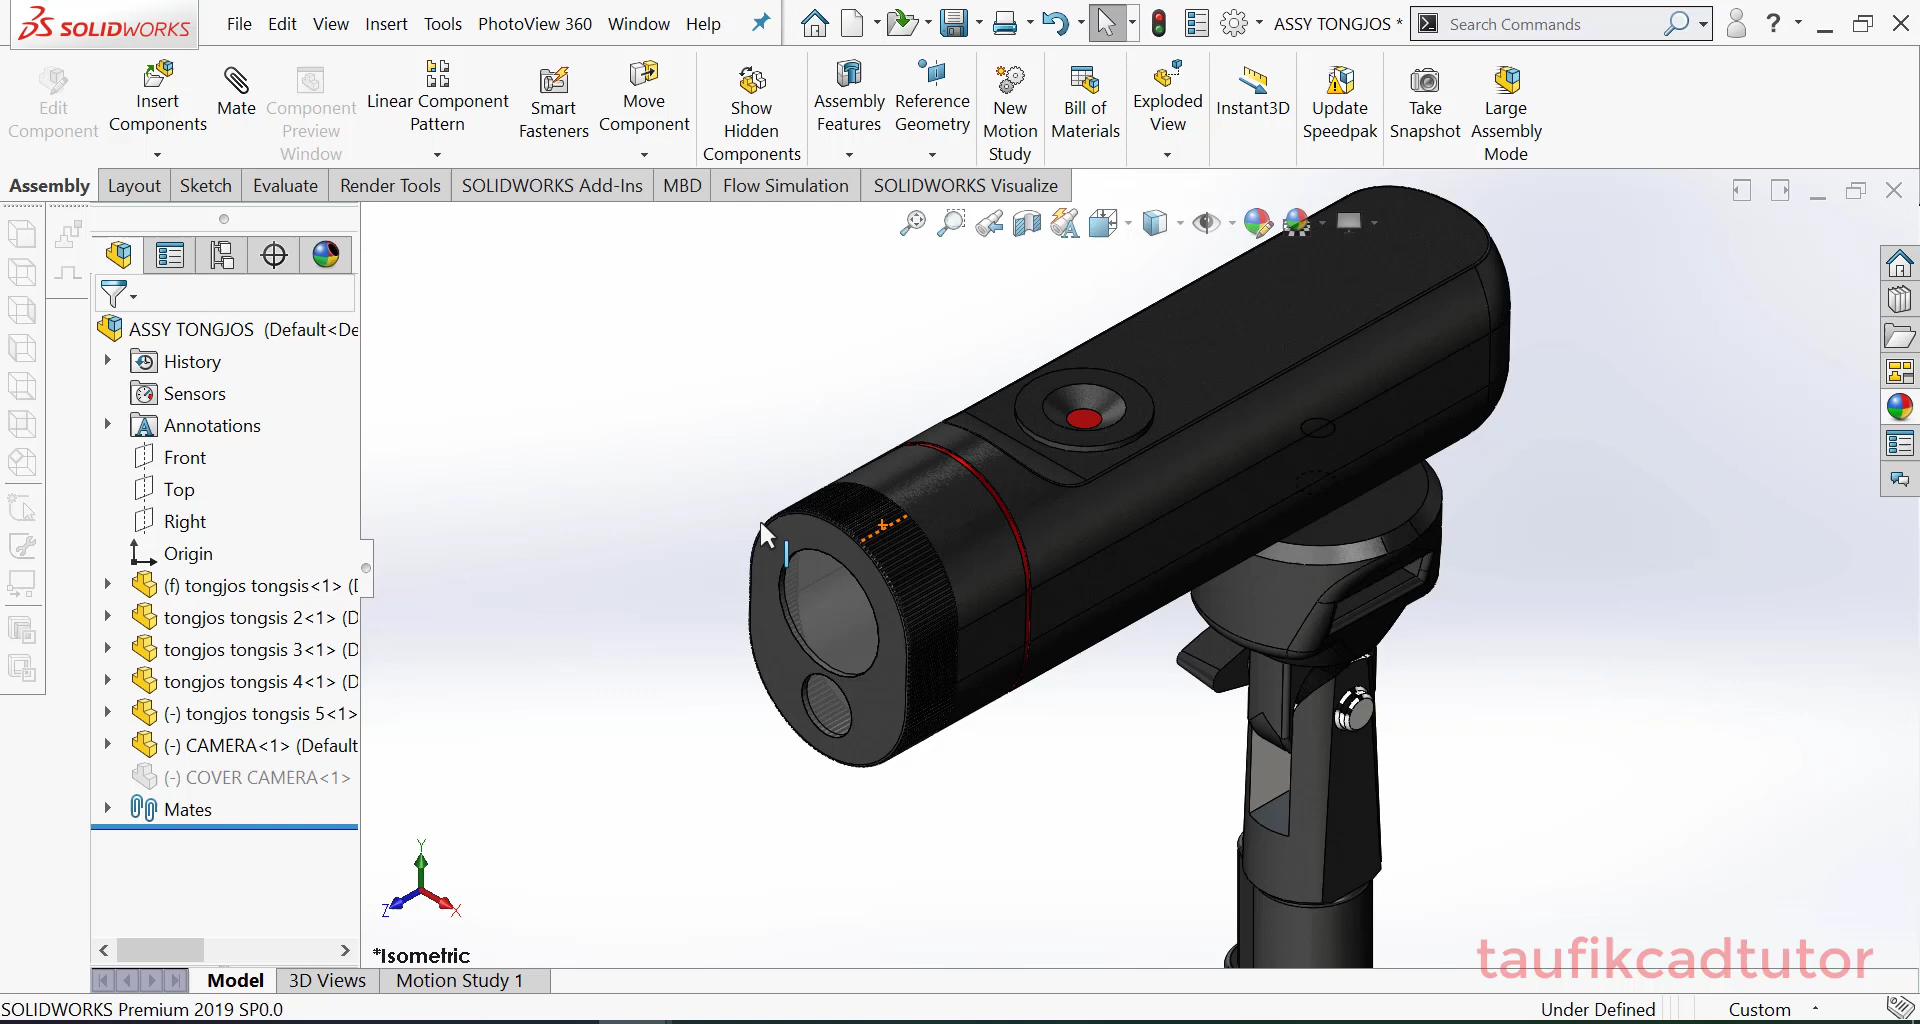 SOLIDWORKS File Edit View Insert Tools PhotoView 360 Window Help ASSY TONGJOS * Search Commands ?
Edit Component
Insert Components
Mate
Component Preview Window
Linear Component Pattern
Smart Fasteners
Move Component
Show Hidden Components
Assembly Features
Reference Geometry
New Motion Study
Bill of Materials
Exploded View
Instant3D
Update Speedpak
Take Snapshot
Large Assembly Mode
Assembly Layout Sketch Evaluate Render Tools SOLIDWORKS Add-Ins MBD Flow Simulation SOLIDWORKS Visualize
ASSY TONGJOS (Default<De
History
Sensors
Annotations
Front
Top
Right
Origin
(f) tongjos tongsis<1> (D
tongjos tongsis 2<1> (D
tongjos tongsis 3<1> (D
tongjos tongsis 4<1> (D
(-) tongjos tongsis 5<1>
(-) CAMERA<1> (Default
(-) COVER CAMERA<1>
Mates
Y
Z
X
*Isometric
taufikcadtutor
Model 3D Views Motion Study 1
SOLIDWORKS Premium 2019 SP0.0 Under Defined Custom